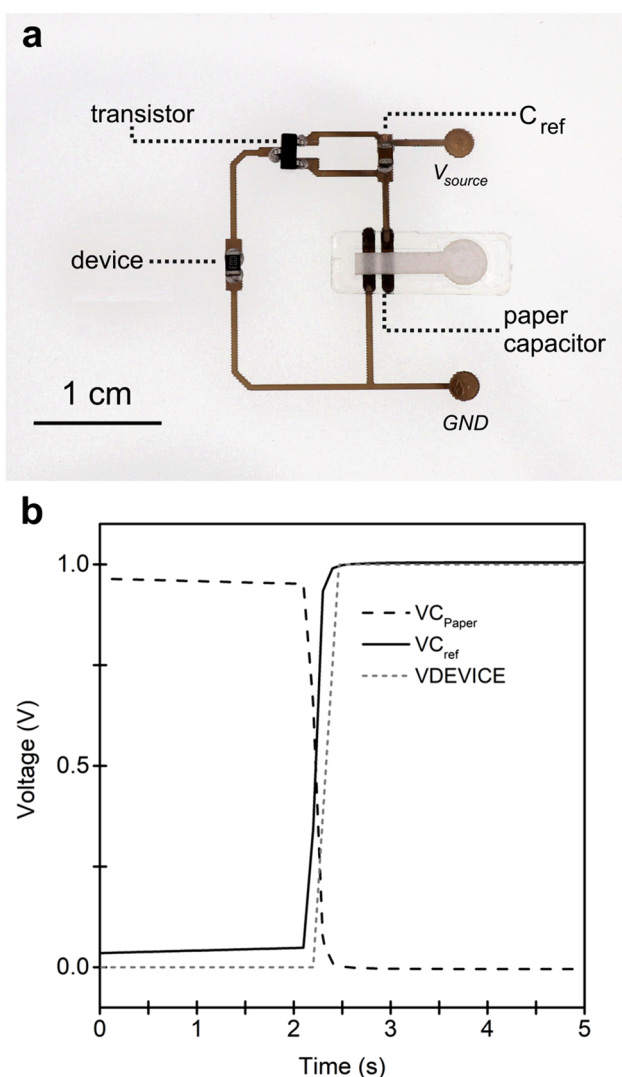 a
transistor
C ref
V source
device
paper
capacitor
1 cm
GND
b
1.0
VC Paper
VC ref
VDEVICE
0.5
0.0
Voltage (V)
0 1 2 3 4 5
Time (s)